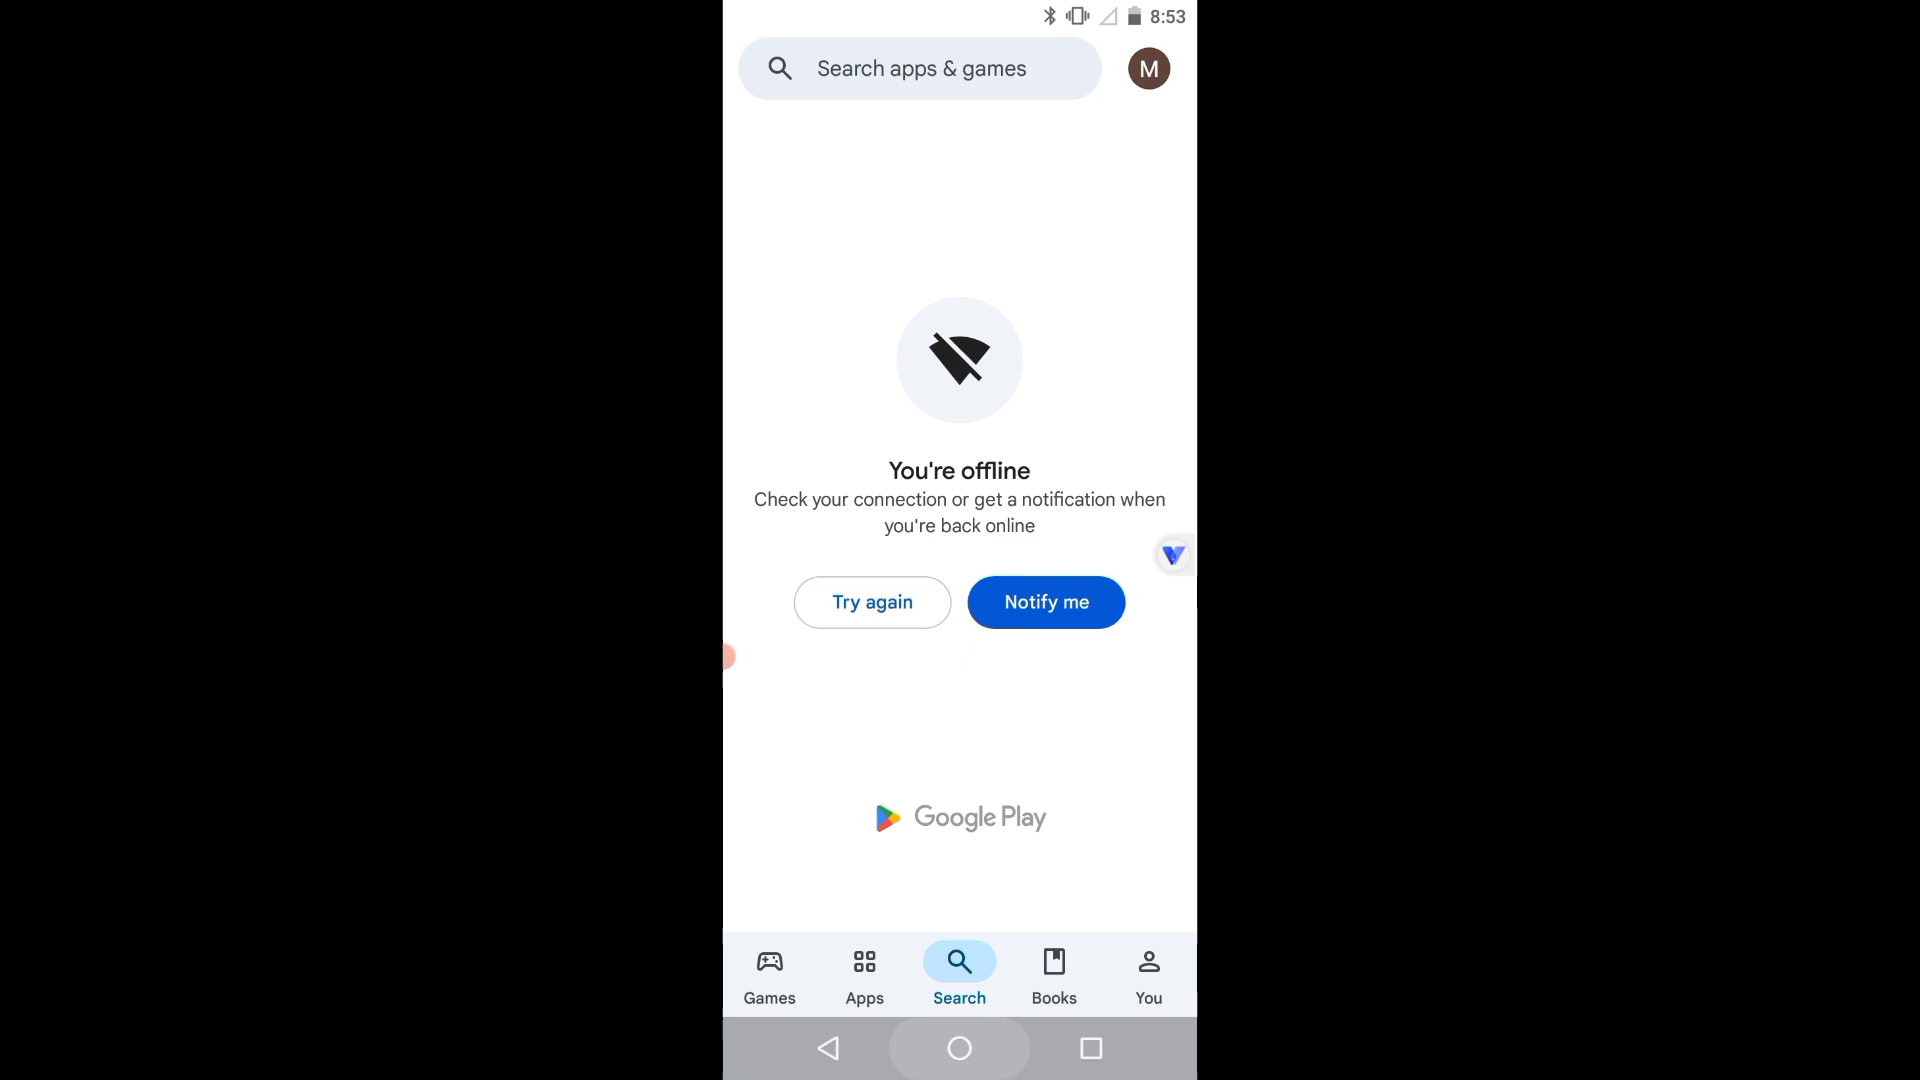 8:53
Search apps & games
M
You're offline
Check your connection or get a notification when
you're back online
Try again
Notify me
Google Play
Games
Apps
Search
Books
You